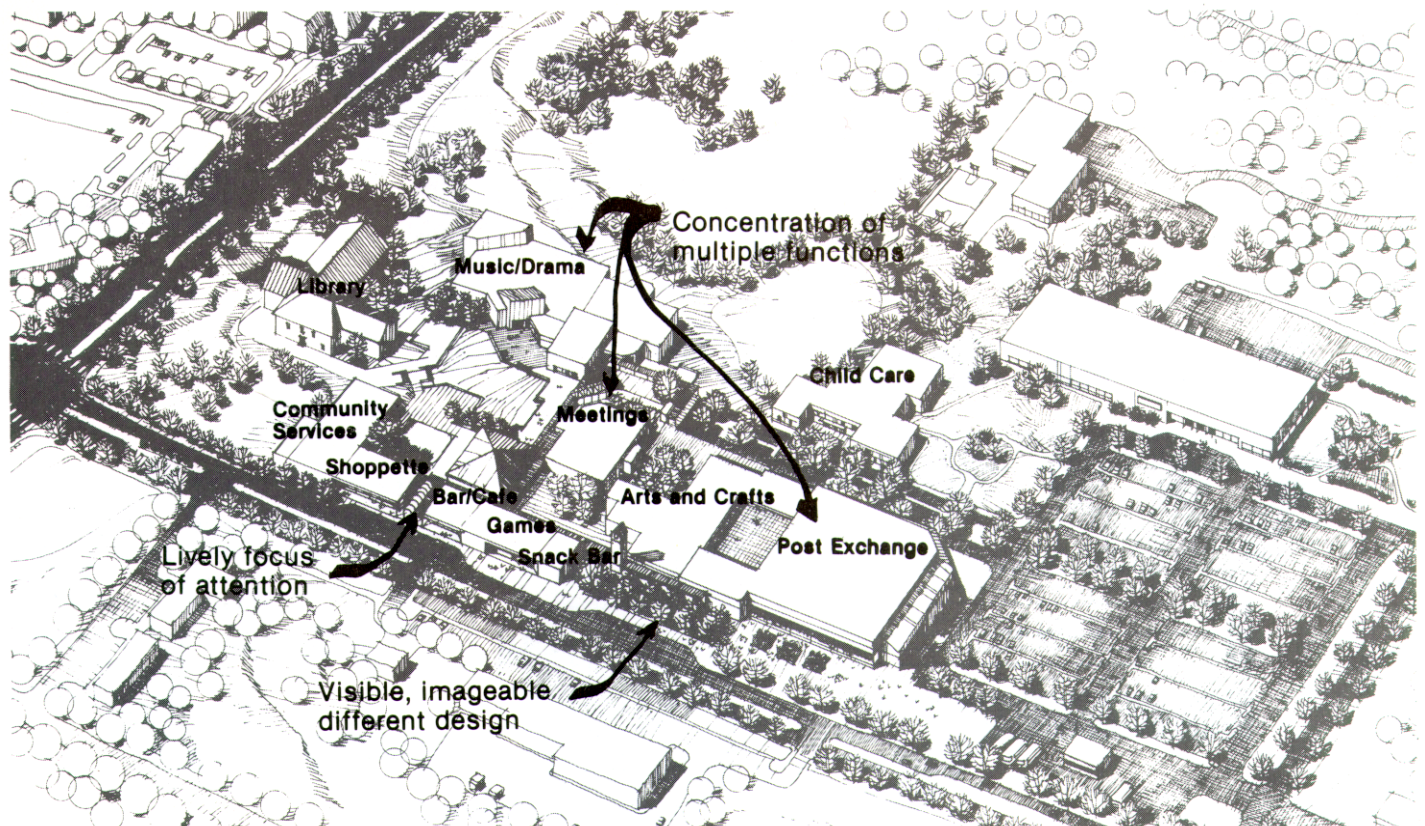 Concentration of
multiple functions
Music/Drama
Library
Child Care
Community
Services
Meetings
Shoppette
Bar/Cafe
Arts and Crafts
Games
Post Exchange
Snack Bar
Lively focus
of attention
Visible, imageable
different design